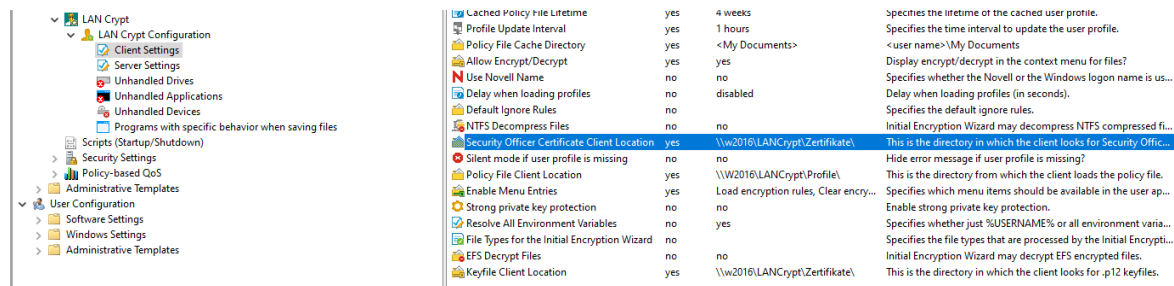 LAN Crypt
LAN Crypt Configuration
Client Settings
Server Settings
Unhandled Drives
Unhandled Applications
Unhandled Devices
Programs with specific behavior when saving files
Scripts (Startup/Shutdown)
Security Settings
Policy-based QoS
Administrative Templates
User Configuration
Software Settings
Windows Settings
Administrative Templates
Cached Policy File Lifetime yes 4 weeks Specifies the lifetime of the cached user profile.
Profile Update Interval yes 1 hours Specifies the time interval to update the user profile.
Policy File Cache Directory yes <My Documents> <user name>\My Documents
Allow Encrypt/Decrypt yes yes Display encrypt/decrypt in the context menu for files?
Use Novell Name no no Specifies whether the Novell or the Windows logon name is us...
Delay when loading profiles no disabled Delay when loading profiles (in seconds).
Default Ignore Rules no Specifies the default ignore rules.
NTFS Decompress Files no no Initial Encryption Wizard may decompress NTFS compressed fi...
Security Officer Certificate Client Location yes \\w2016\LANCrypt\Zertifikate\ This is the directory in which the client looks for Security Offic...
Silent mode if user profile is missing no no Hide error message if user profile is missing?
Policy File Client Location yes \\W2016\LANCrypt\Profile\ This is the directory from which the client loads the policy file.
Enable Menu Entries yes Load encryption rules, Clear encry... Specifies which menu items should be available in the user ap...
Strong private key protection no no Enable strong private key protection.
Resolve All Environment Variables no yes Specifies whether just %USERNAME% or all environment varia...
File Types for the Initial Encryption Wizard no Specifies the file types that are processed by the Initial Encrypti...
EFS Decrypt Files no no Initial Encryption Wizard may decrypt EFS encrypted files.
Keyfile Client Location yes \\w2016\LANCrypt\Zertifikate\ This is the directory in which the client looks for .p12 keyfiles.